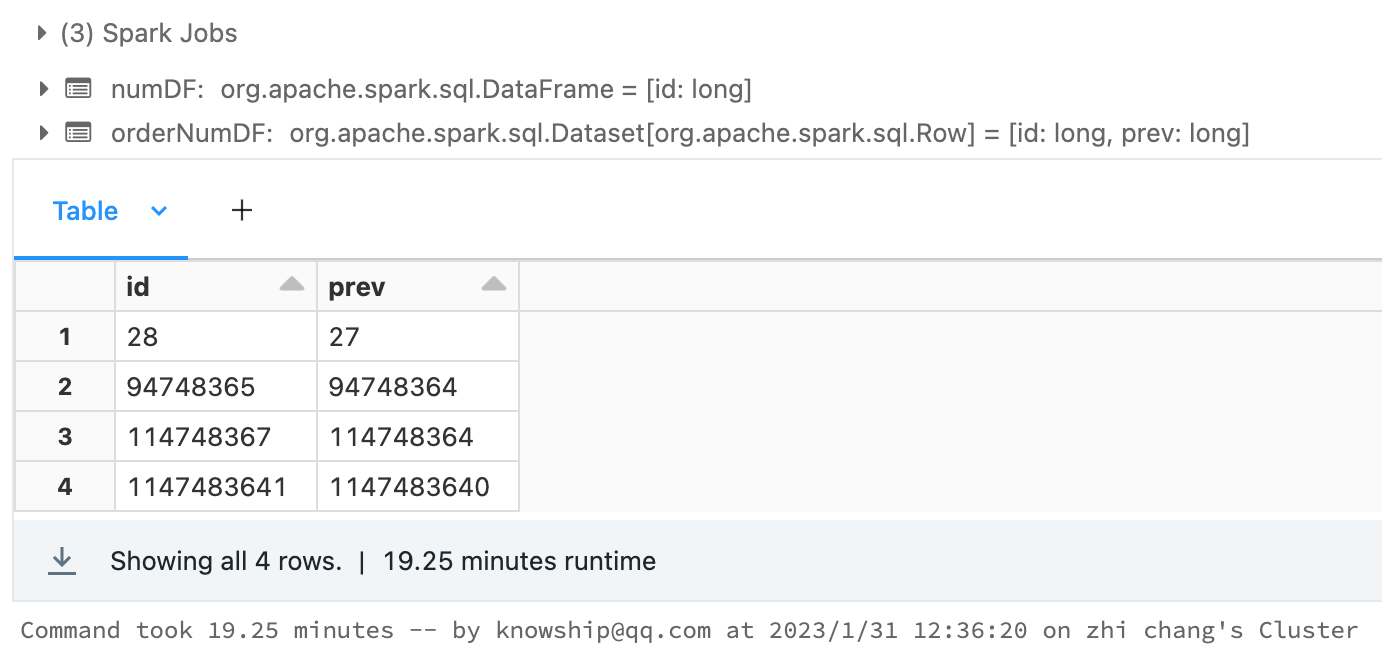 (3) Spark Jobs
numDF: org.apache.spark.sql.DataFrame = [id: long]
orderNumDF: org.apache.spark.sql.Dataset[org.apache.spark.sql.Row] = [id: long, prev: long]
Table +
id prev
1 28 27
2 94748365 94748364
3 114748367 114748364
4 1147483641 1147483640
Showing all 4 rows. | 19.25 minutes runtime
Command took 19.25 minutes -- by knowship@qq.com at 2023/1/31 12:36:20 on zhi chang's Cluster